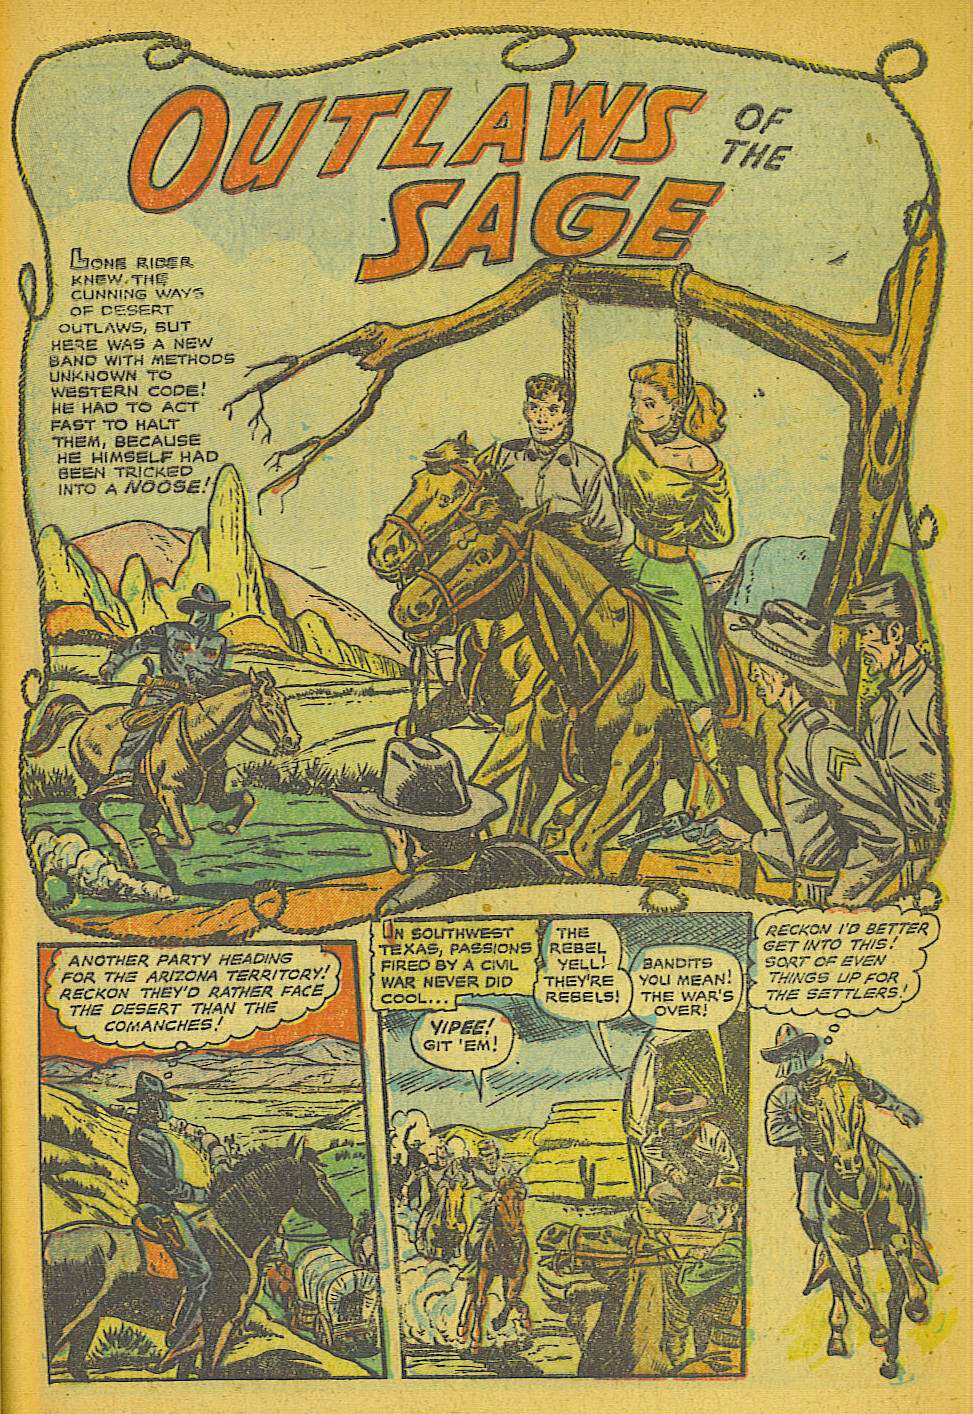 OUTLAWS
OF
THE
SAGE
LONE RIDER
KNEW THE
CUNNING WAYS
OF DESERT
OUTLAWS, BUT
HERE WAS A NEW
BAND WITH METHODS
UNKNOWN TO
WESTERN CODE!
HE HAD TO ACT
FAST TO HALT
THEM, BECAUSE
HE HIMSELF HAD
BEEN TRICKED
INTO A NOOSE!
ANOTHER PARTY HEADING
FOR THE ARIZONA TERRITORY!
RECKON THEY'D RATHER FACE
THE DESERT THAN THE
COMANCHES!
IN SOUTHWEST
TEXAS, PASSIONS
FIRED BY A CIVIL
WAR NEVER DID
COOL...
YIPEE!
GIT 'EM!
THE
REBEL
YELL!
THEY'RE
REBELS!
BANDITS
YOU MEAN!
THE WAR'S
OVER!
RECKON I'D BETTER
GET INTO THIS!
SORT OF EVEN
THINGS UP FOR
THE SETTLERS!